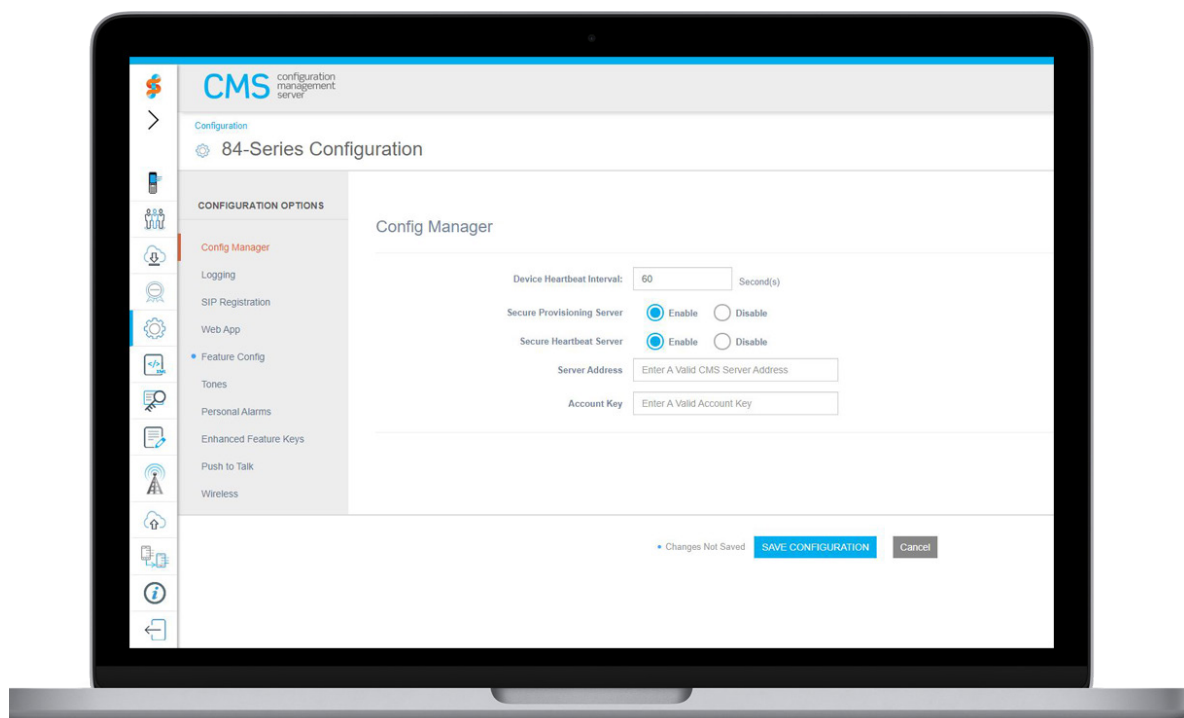 CMS configuration
management
server
Configuration
84-Series Configuration
CONFIGURATION OPTIONS
Config Manager
Logging
SIP Registration
Web App
Feature Config
Tones
Personal Alarms
Enhanced Feature Keys
Push to Talk
Wireless
Config Manager
Device Heartbeat Interval: 60 Second(s)
Secure Provisioning Server Enable Disable
Secure Heartbeat Server Enable Disable
Server Address Enter A Valid CMS Server Address
Account Key Enter A Valid Account Key
• Changes Not Saved SAVE CONFIGURATION Cancel